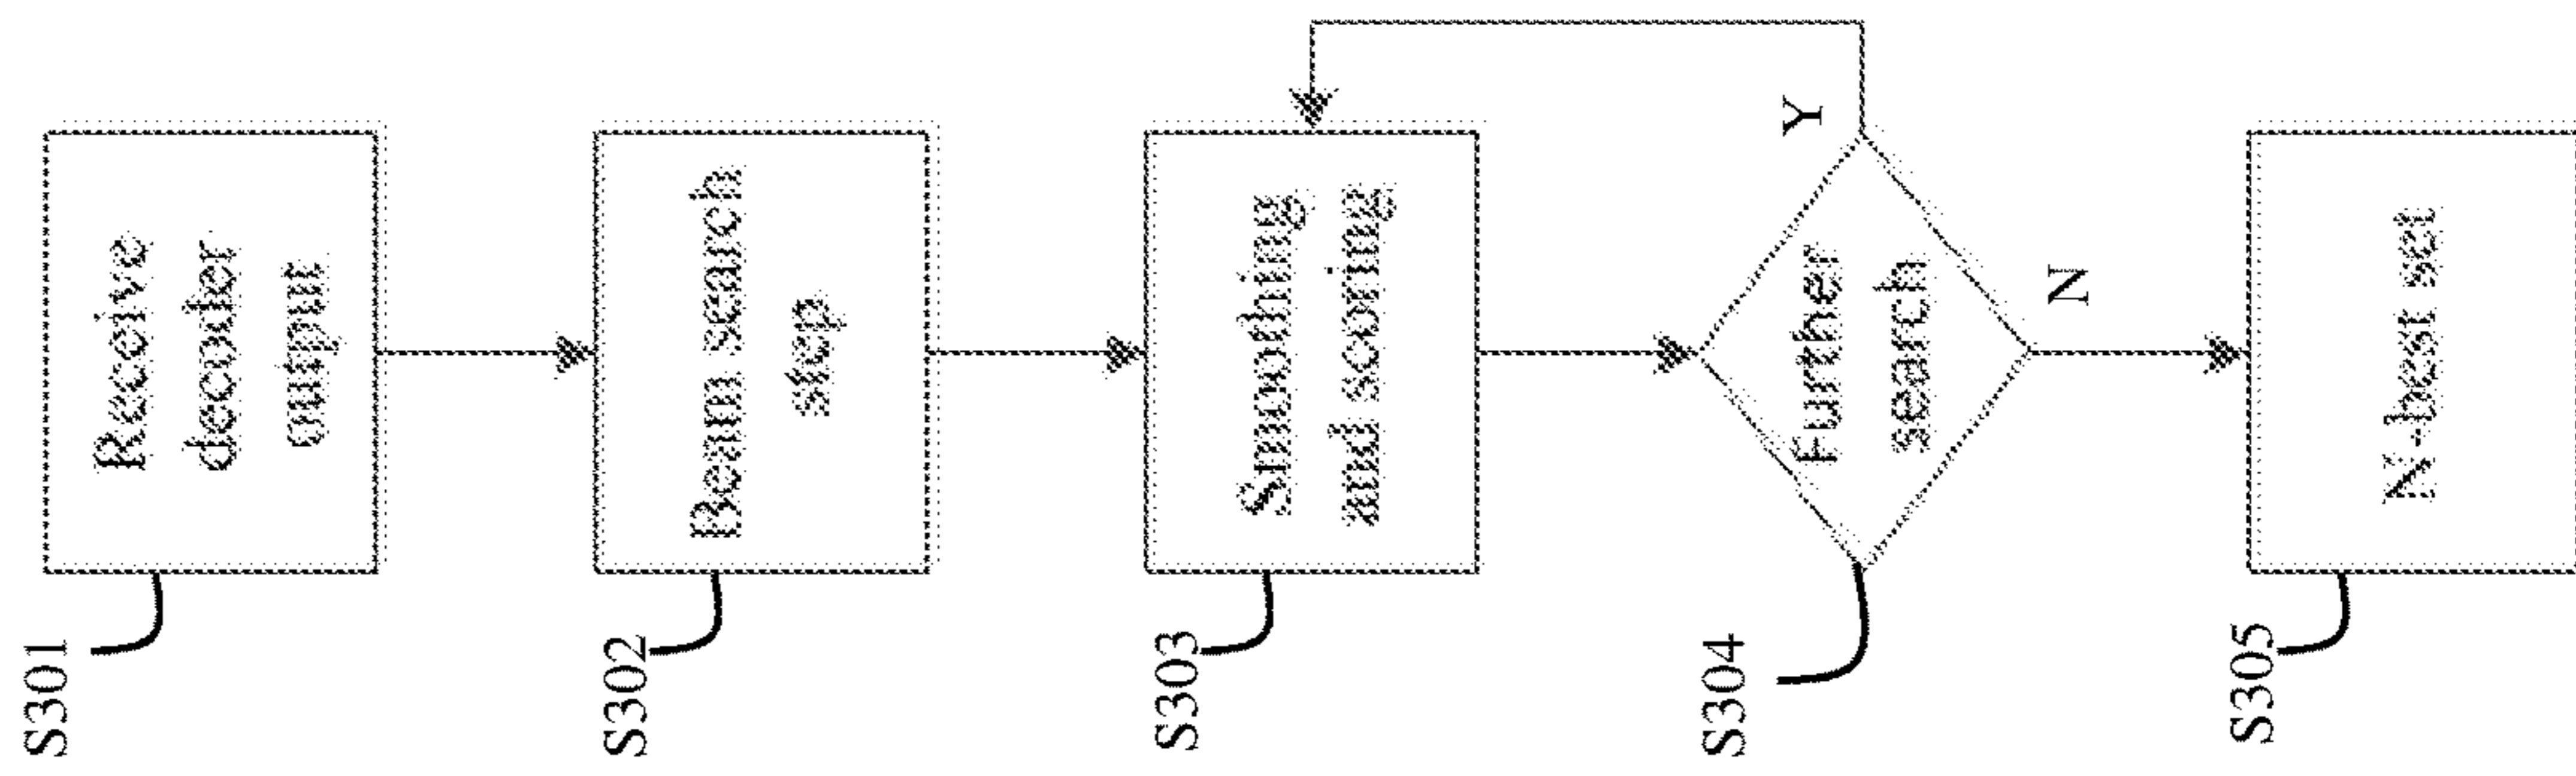 S301
Receive
decoder
output
S302
Beam search
step
S303
Smoothing
and scoring
S304
Further
search
Y
N
S305
N-best set